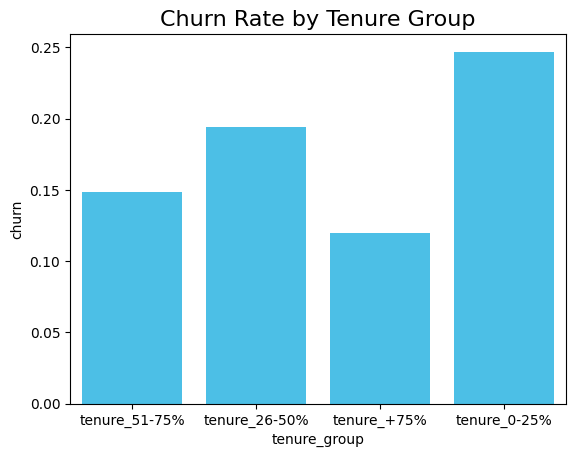 Churn Rate by Tenure Group
churn
0.25
0.20
0.15
0.10
0.05
0.00
tenure_51-75% tenure_26-50% tenure_+75% tenure_0-25%
tenure_group